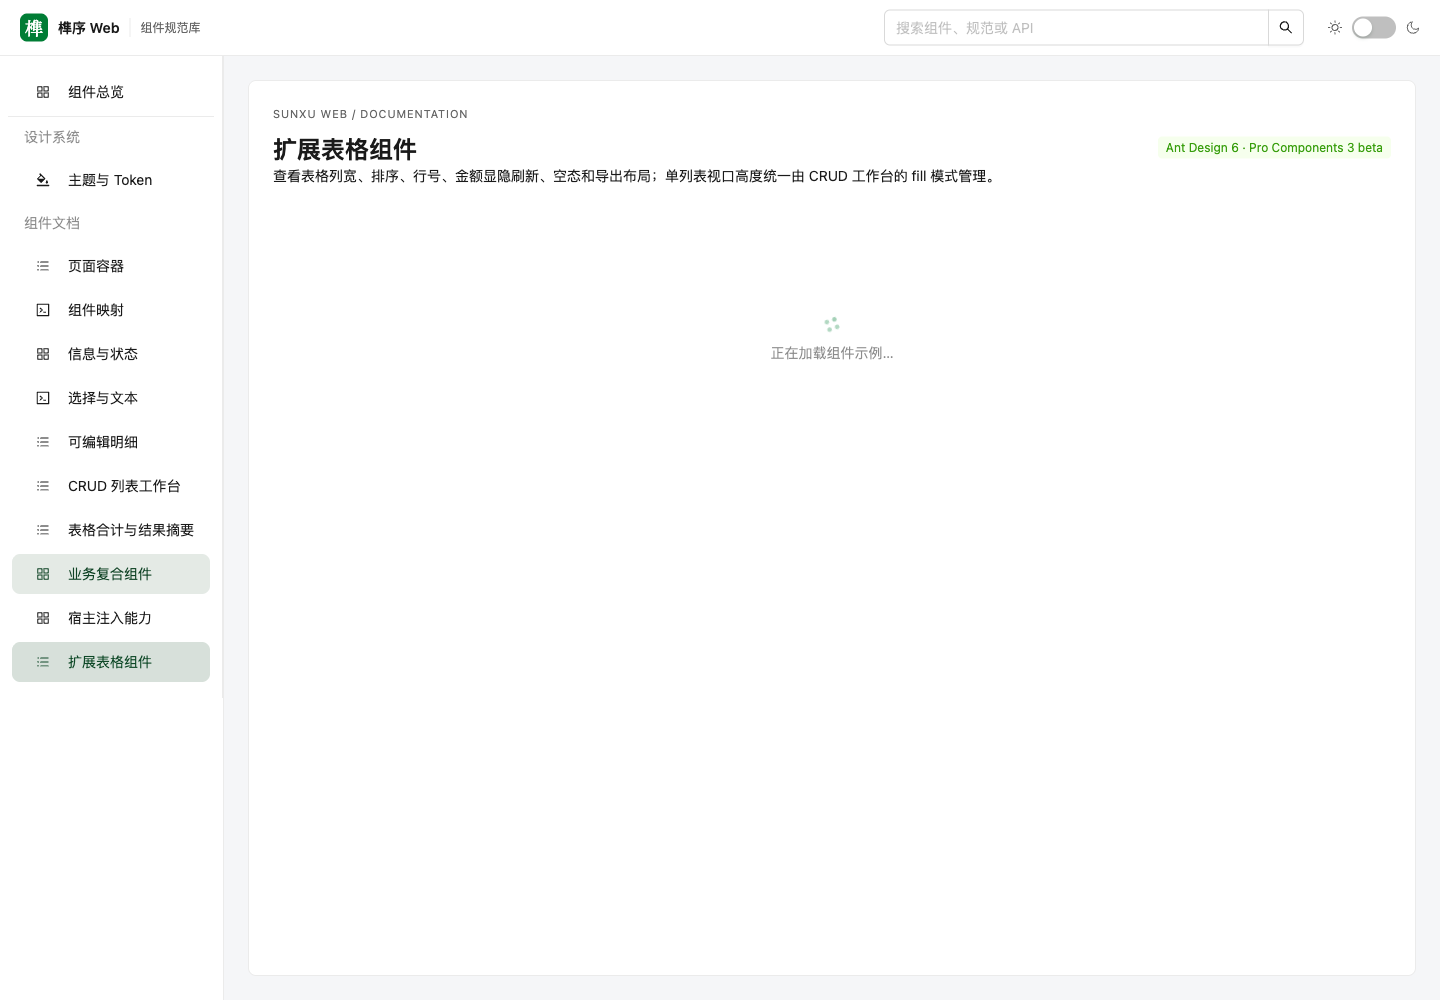 榫
榫序 Web
组件规范库
搜索组件、规范或 API
组件总览
设计系统
主题与 Token
组件文档
页面容器
组件映射
信息与状态
选择与文本
可编辑明细
CRUD 列表工作台
表格合计与结果摘要
业务复合组件
宿主注入能力
扩展表格组件
SUNXU WEB / DOCUMENTATION
扩展表格组件
Ant Design 6 · Pro Components 3 beta
查看表格列宽、排序、行号、金额显隐刷新、空态和导出布局；单列表视口高度统一由 CRUD 工作台的 fill 模式管理。
正在加载组件示例...